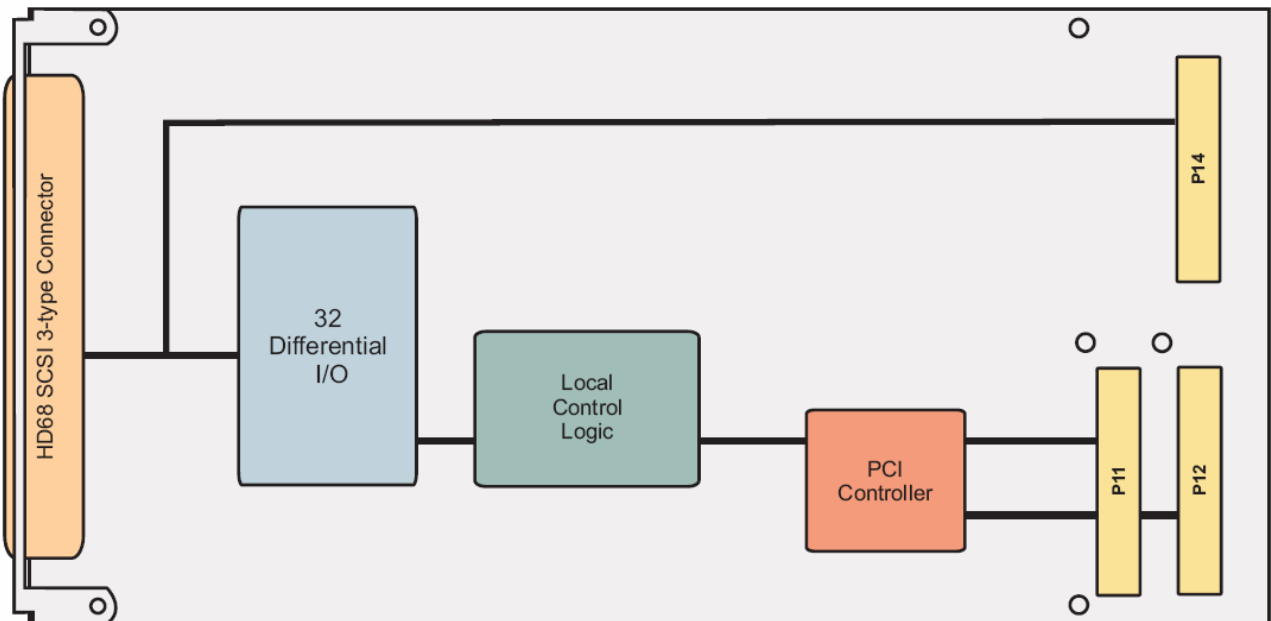 HD68 SCSI 3-type Connector
32
Differential
I/O
Local
Control
Logic
PCI
Controller
P14
P11
P12